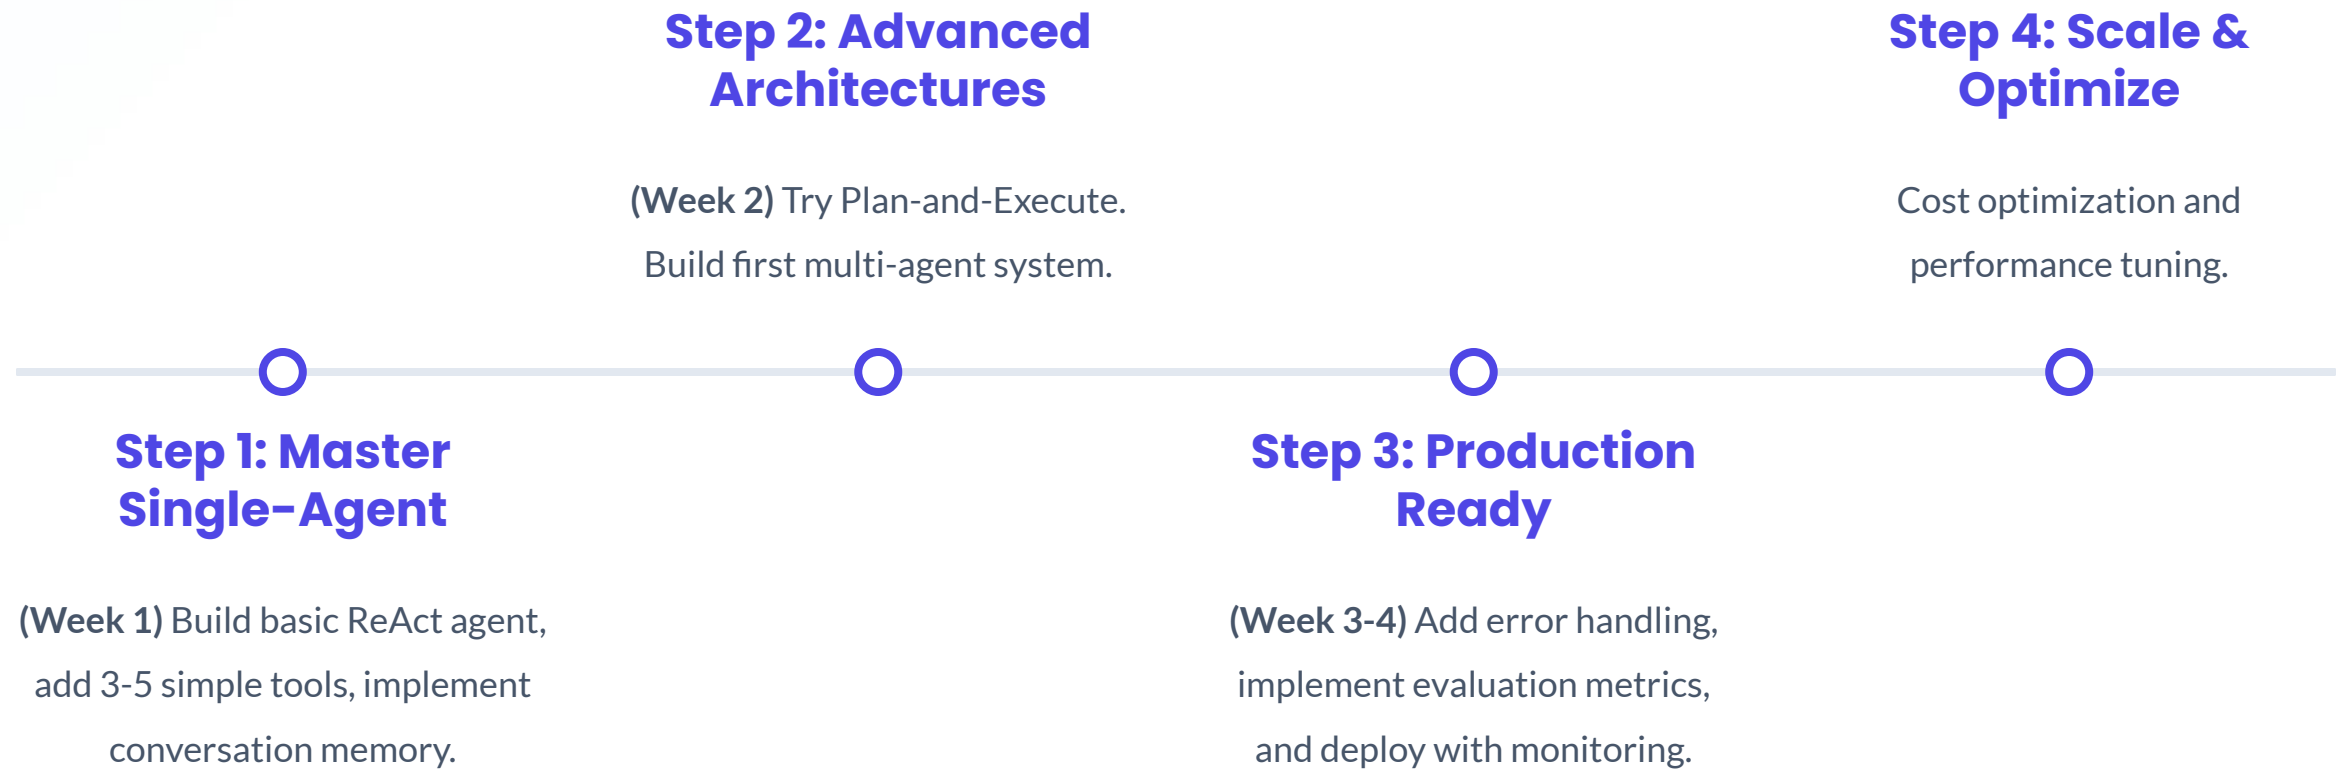 Step 1: Master
Single-Agent
(Week 1) Build basic ReAct agent,
add 3-5 simple tools, implement
conversation memory.
Step 2: Advanced
Architectures
(Week 2) Try Plan-and-Execute.
Build first multi-agent system.
Step 3: Production
Ready
(Week 3-4) Add error handling,
implement evaluation metrics,
and deploy with monitoring.
Step 4: Scale &
Optimize
Cost optimization and
performance tuning.